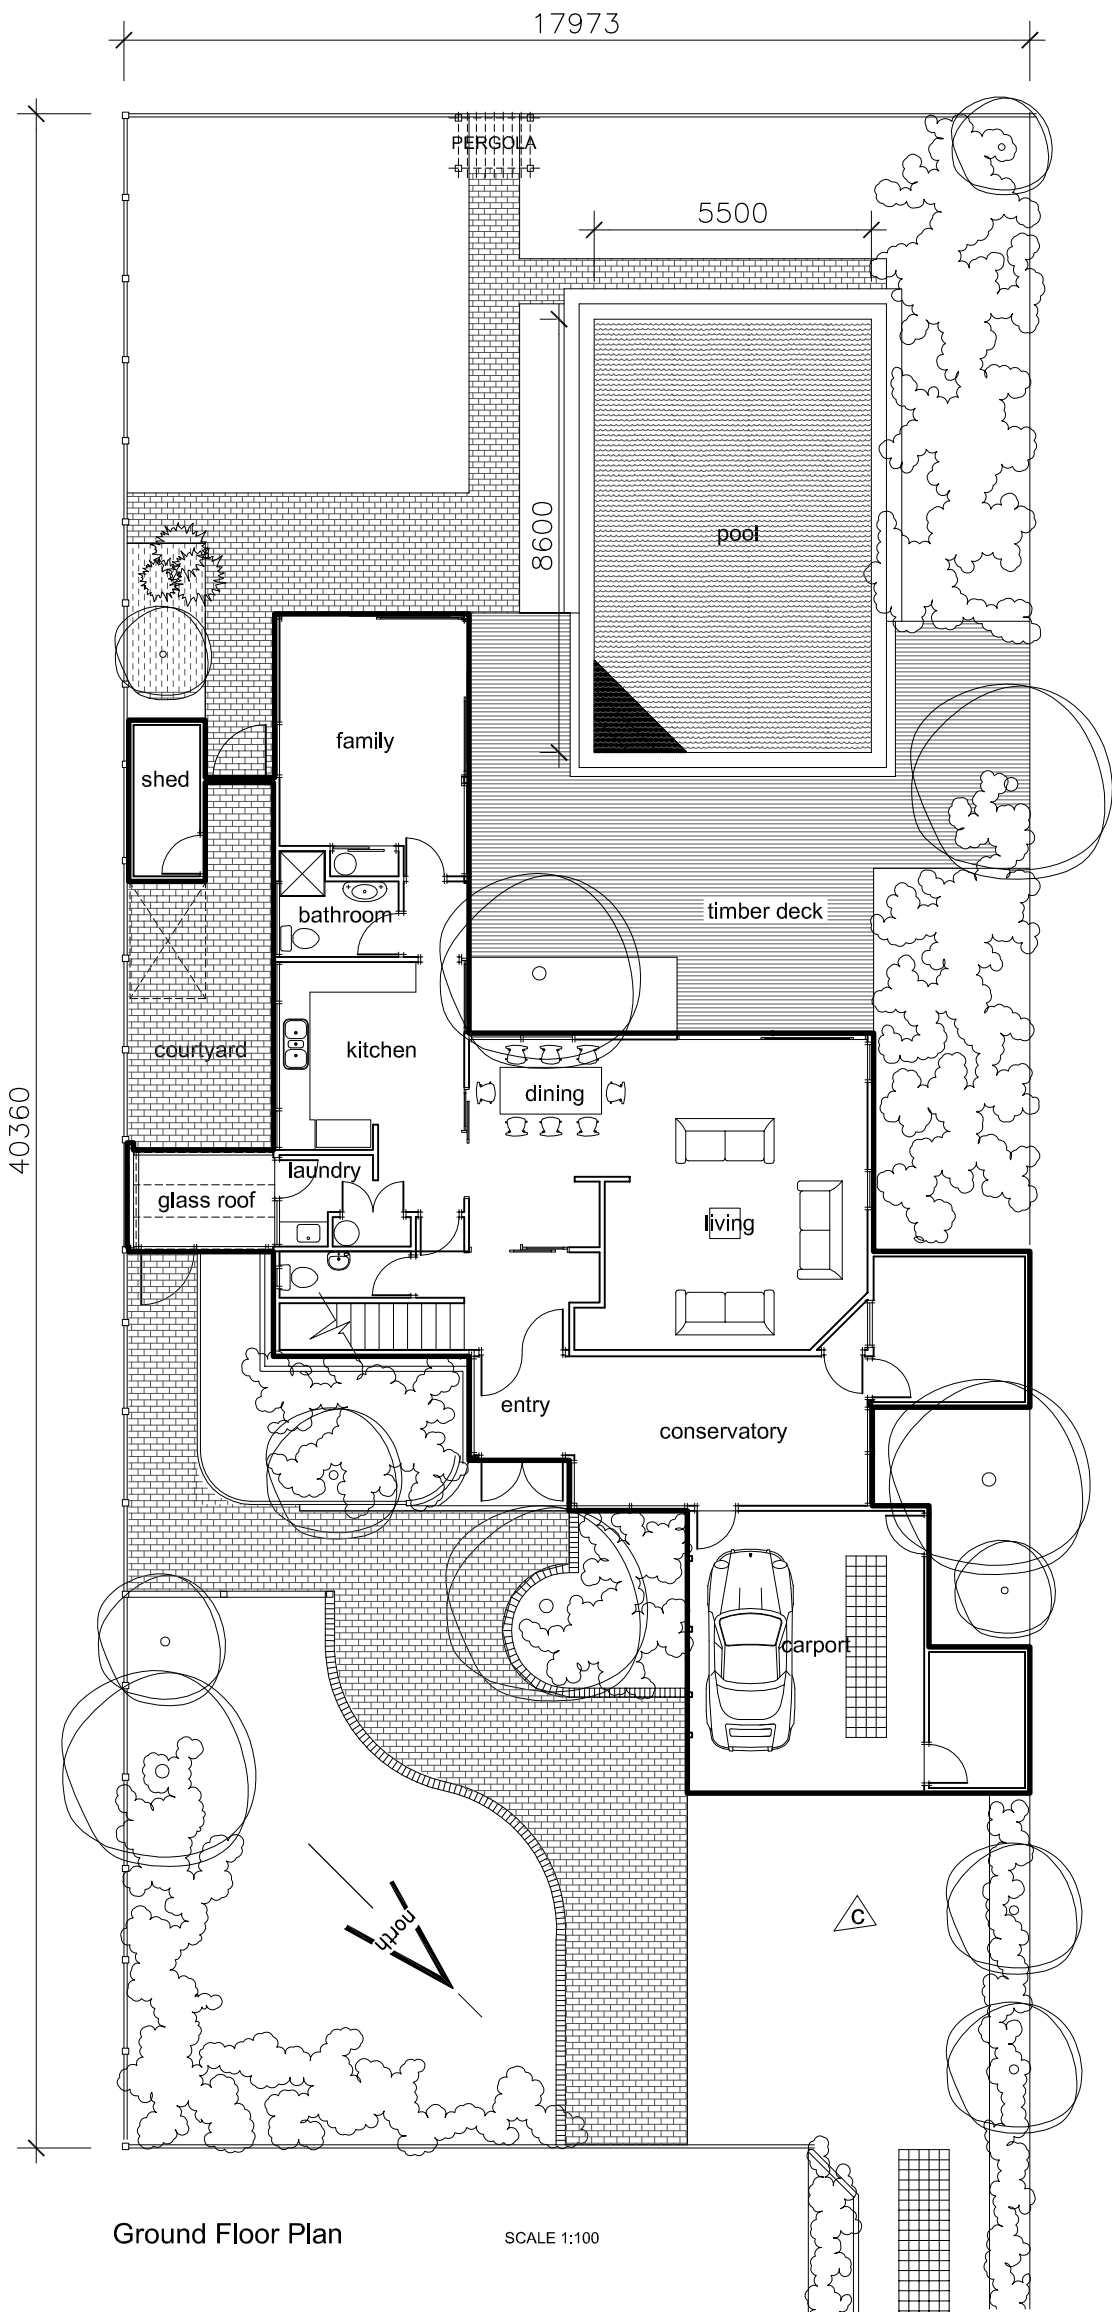 17973
PERGOLA
5500
8600
pool
family
shed
bathroom
timber deck
courtyard
kitchen
dining
40360
laundry
glass roof
living
entry
conservatory
carport
C
north
Ground Floor Plan
SCALE 1:100